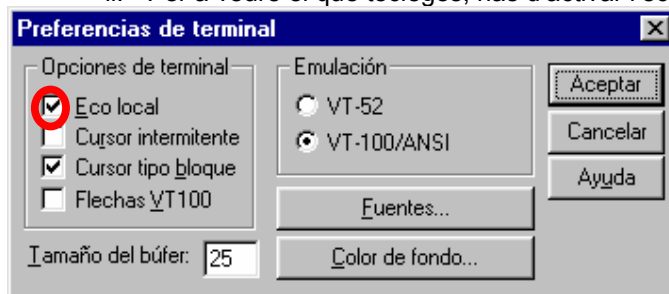 Preferencias de terminal
Opciones de terminal
Eco local
Cursor intermitente
Cursor tipo bloque
Flechas VT100
Tamaño del búfer: 25
Emulación
VT-52
VT-100/ANSI
Fuentes...
Color de fondo...
Aceptar
Cancelar
Ayuda